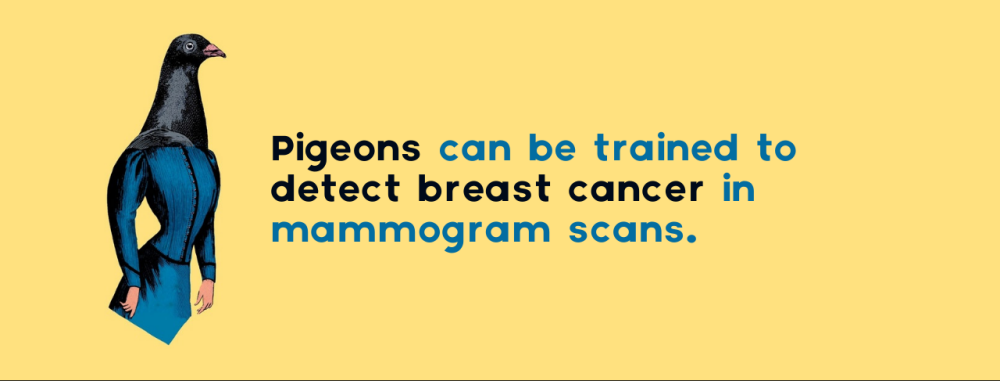 Pigeons can be trained to
detect breast cancer in
mammogram scans.